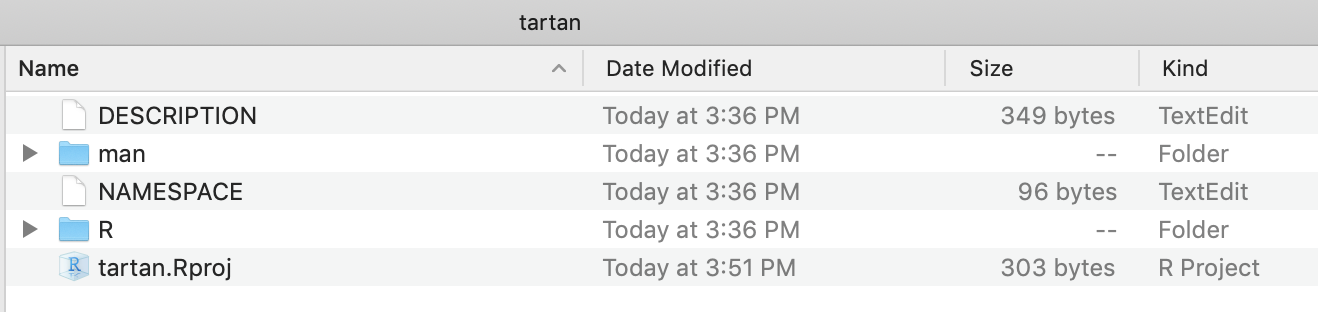 tartan
Name Date Modified Size Kind
DESCRIPTION Today at 3:36 PM 349 bytes TextEdit
man Today at 3:36 PM -- Folder
NAMESPACE Today at 3:36 PM 96 bytes TextEdit
R Today at 3:36 PM -- Folder
tartan.Rproj Today at 3:51 PM 303 bytes R Project